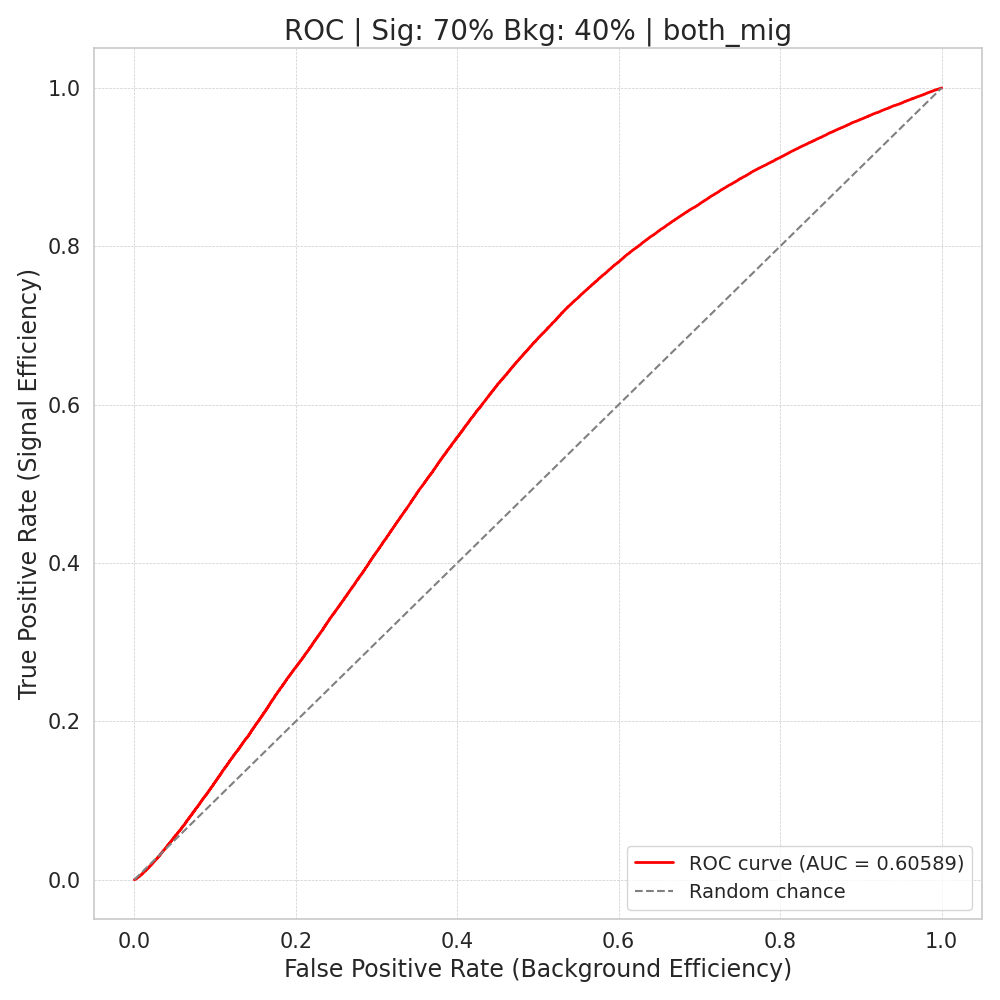 ROC | Sig: 70% Bkg: 40% | both_mig
True Positive Rate (Signal Efficiency)
1.0
0.8
0.6
0.4
0.2
0.0
ROC curve (AUC = 0.60589)
Random chance
0.0 0.2 0.4 0.6 0.8 1.0
False Positive Rate (Background Efficiency)